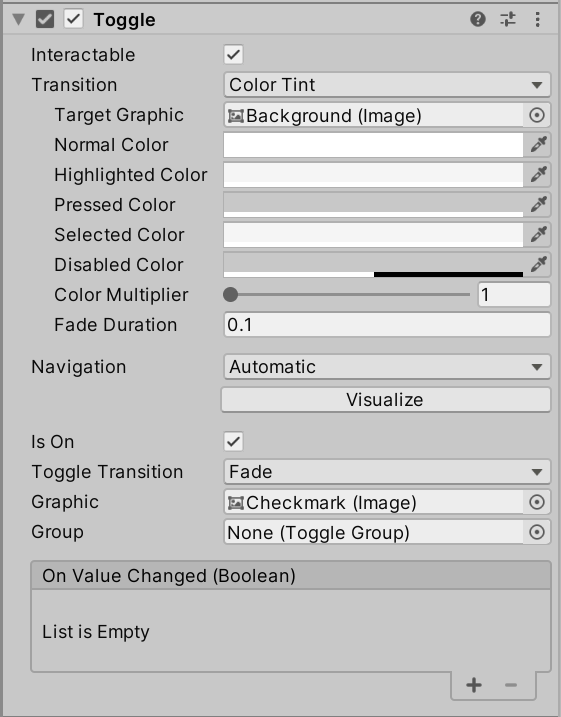 Toggle
Interactable
Transition Color Tint
Target Graphic Background (Image)
Normal Color
Highlighted Color
Pressed Color
Selected Color
Disabled Color
Color Multiplier 1
Fade Duration 0.1
Navigation Automatic
Visualize
Is On
Toggle Transition Fade
Graphic Checkmark (Image)
Group None (Toggle Group)
On Value Changed (Boolean)
List is Empty